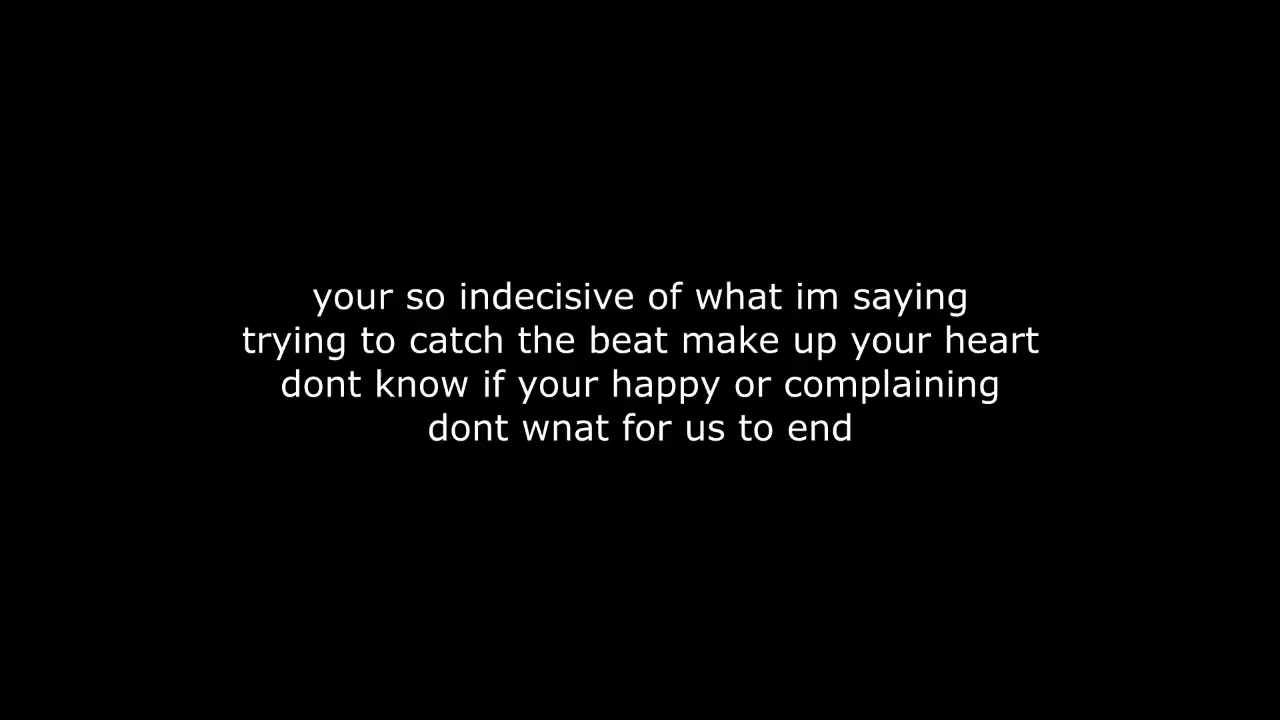 your so indecisive of what im saying
trying to catch the beat make up your heart
dont know if your happy or complaining
dont wnat for us to end